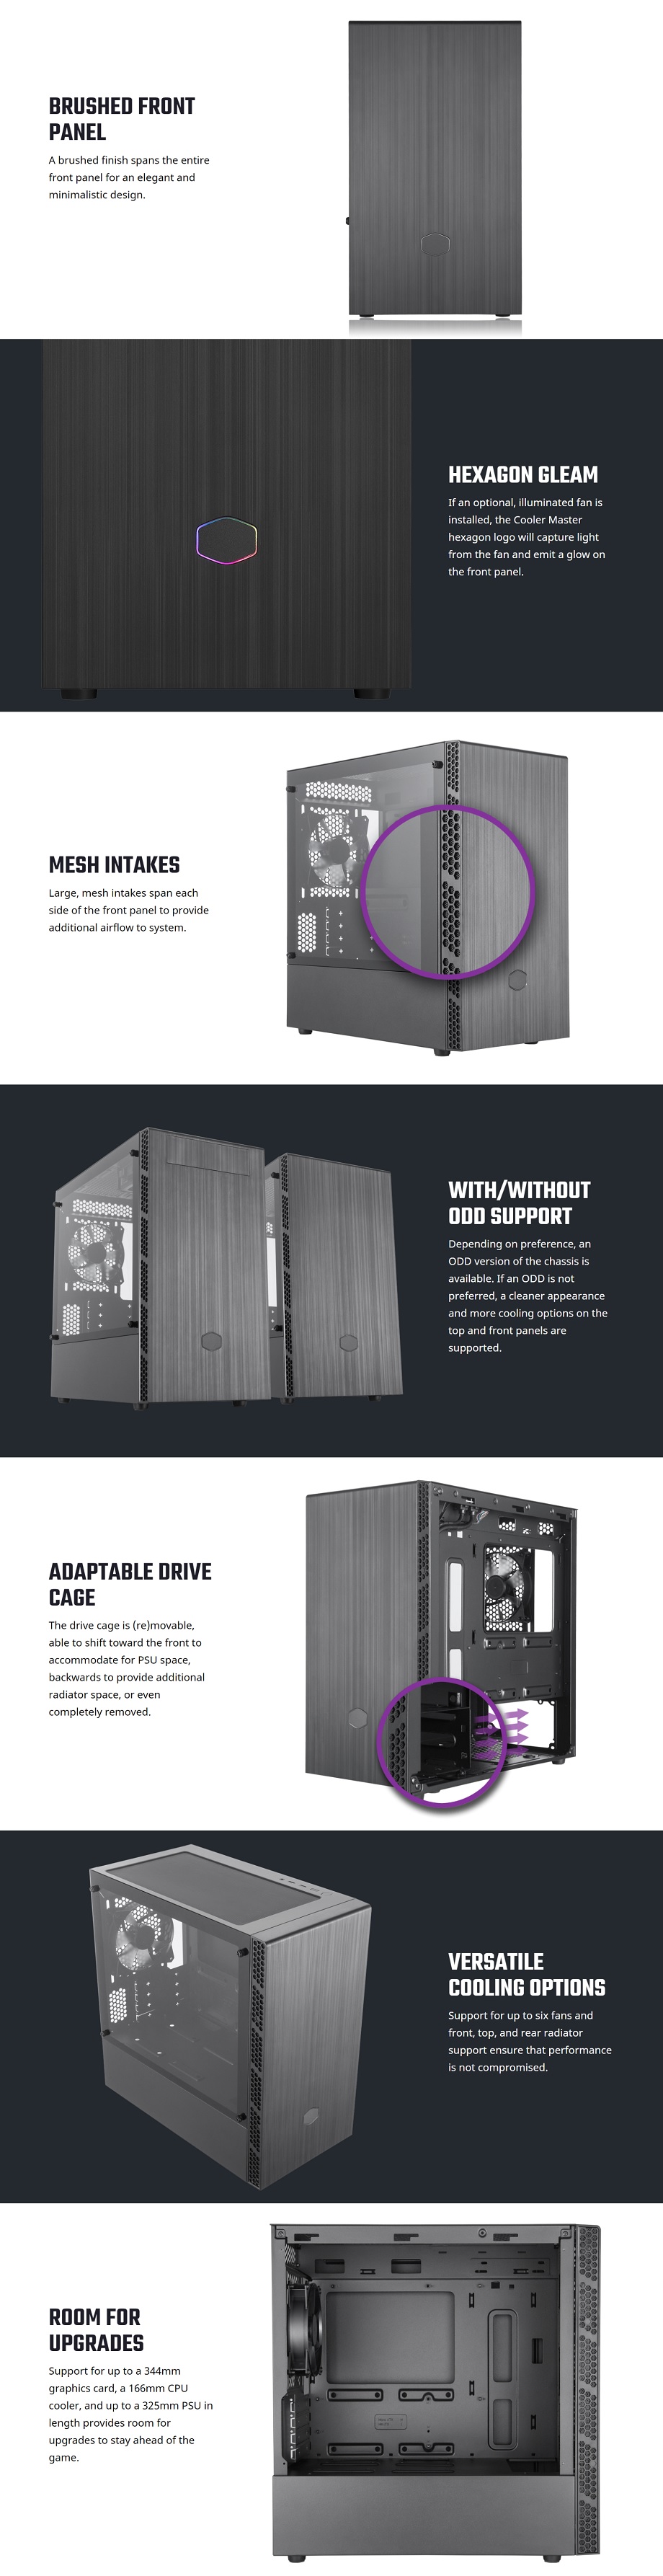 BRUSHED FRONT
PANEL
A brushed finish spans the entire
front panel for an elegant and
minimalistic design.
HEXAGON GLEAM
If an optional, illuminated fan is
installed, the Cooler Master
hexagon logo will capture light
from the fan and emit a glow on
the front panel.
MESH INTAKES
Large, mesh intakes span each
side of the front panel to provide
additional airflow to system.
WITH/WITHOUT
ODD SUPPORT
Depending on preference, an
ODD version of the chassis is
available. If an ODD is not
preferred, a cleaner appearance
and more cooling options on the
top and front panels are
supported.
ADAPTABLE DRIVE
CAGE
The drive cage is (re)movable,
able to shift toward the front to
accommodate for PSU space,
backwards to provide additional
radiator space, or even
completely removed.
VERSATILE
COOLING OPTIONS
Support for up to six fans and
front, top, and rear radiator
support ensure that performance
is not compromised.
ROOM FOR
UPGRADES
Support for up to a 344mm
graphics card, a 166mm CPU
cooler, and up to a 325mm PSU in
length provides room for
upgrades to stay ahead of the
game.